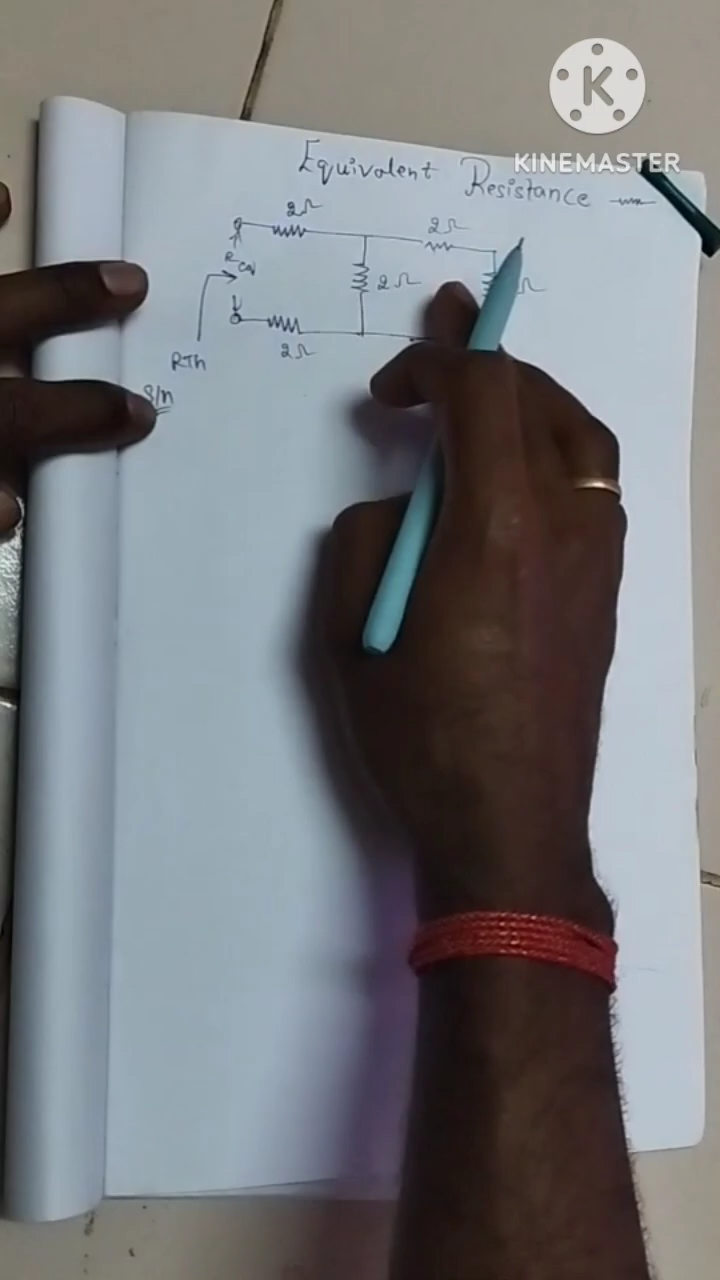 K
KINEMASTER
Equivalent Resistance
2Ω
2Ω
Req
2Ω
Ω
2Ω
RTh
S/n